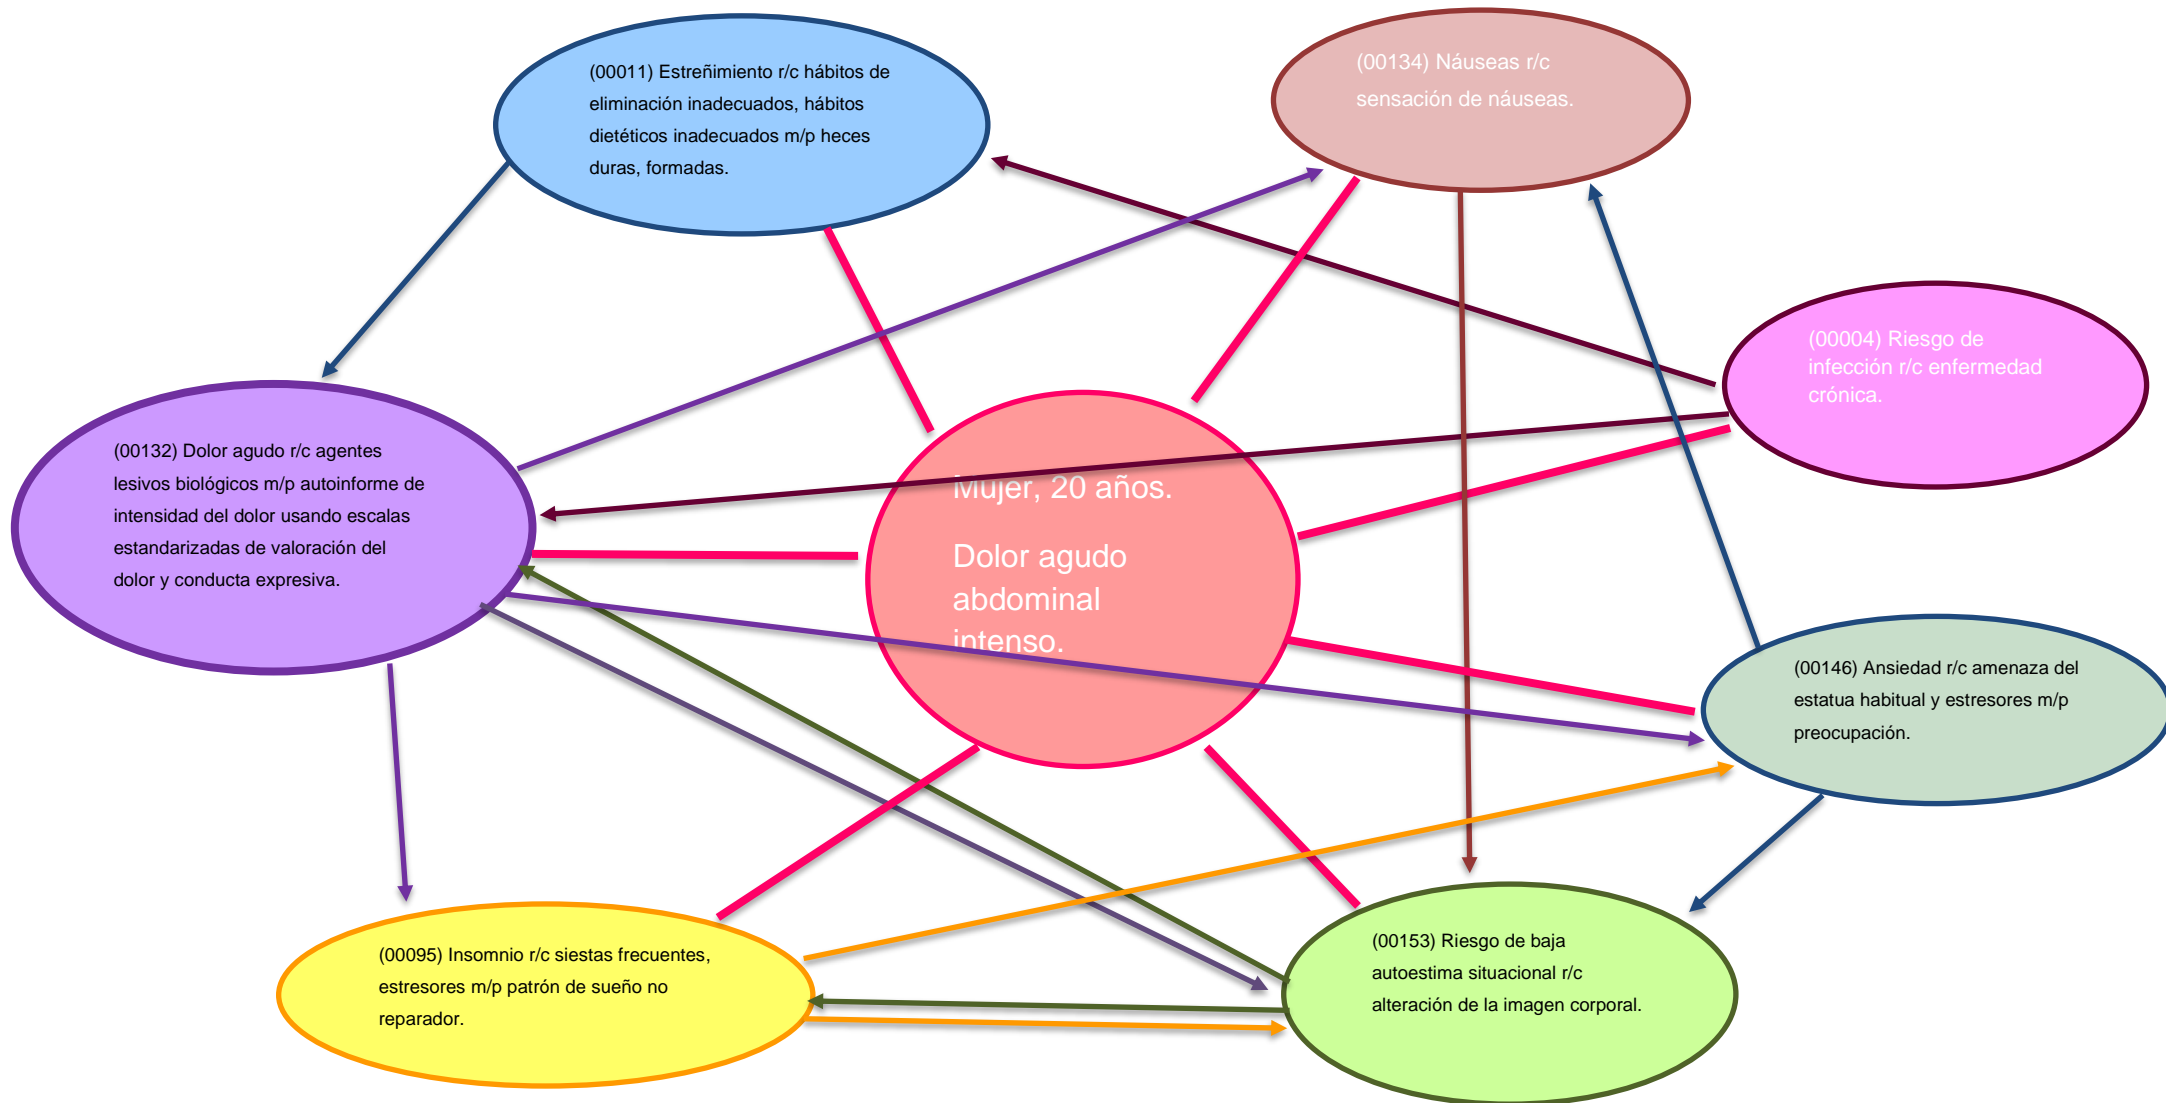 (00011) Estreñimiento r/c hábitos de
eliminación inadecuados, hábitos
dietéticos inadecuados m/p heces
duras, formadas.
(00134) Náuseas r/c
sensación de náuseas.
(00004) Riesgo de
infección r/c enfermedad
crónica.
(00132) Dolor agudo r/c agentes
lesivos biológicos m/p autoinforme de
intensidad del dolor usando escalas
estandarizadas de valoración del
dolor y conducta expresiva.
Mujer, 20 años.
Dolor agudo
abdominal
intenso.
(00146) Ansiedad r/c amenaza del
estatua habitual y estresores m/p
preocupación.
(00095) Insomnio r/c siestas frecuentes,
estresores m/p patrón de sueño no
reparador.
(00153) Riesgo de baja
autoestima situacional r/c
alteración de la imagen corporal.